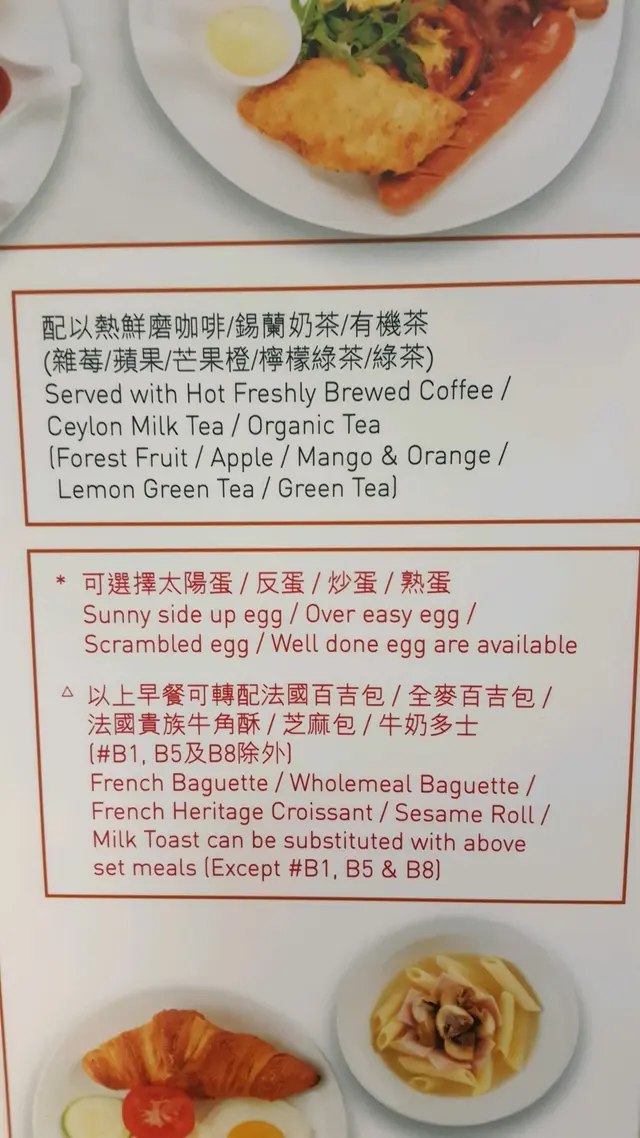 配以熱鮮磨咖啡/錫蘭奶茶/有機茶
(雜莓/蘋果/芒果橙/檸檬綠茶/綠茶)
Served with Hot Freshly Brewed Coffee /
Ceylon Milk Tea / Organic Tea
(Forest Fruit / Apple / Mango & Orange /
Lemon Green Tea / Green Tea)
* 可選擇太陽蛋 / 反蛋 / 炒蛋 / 熟蛋
Sunny side up egg / Over easy egg /
Scrambled egg / Well done egg are available
△ 以上早餐可轉配法國百吉包 / 全麥百吉包 /
法國貴族牛角酥 / 芝麻包 / 牛奶多士
(#B1, B5及B8除外)
French Baguette / Wholemeal Baguette /
French Heritage Croissant / Sesame Roll /
Milk Toast can be substituted with above
set meals (Except #B1, B5 & B8)